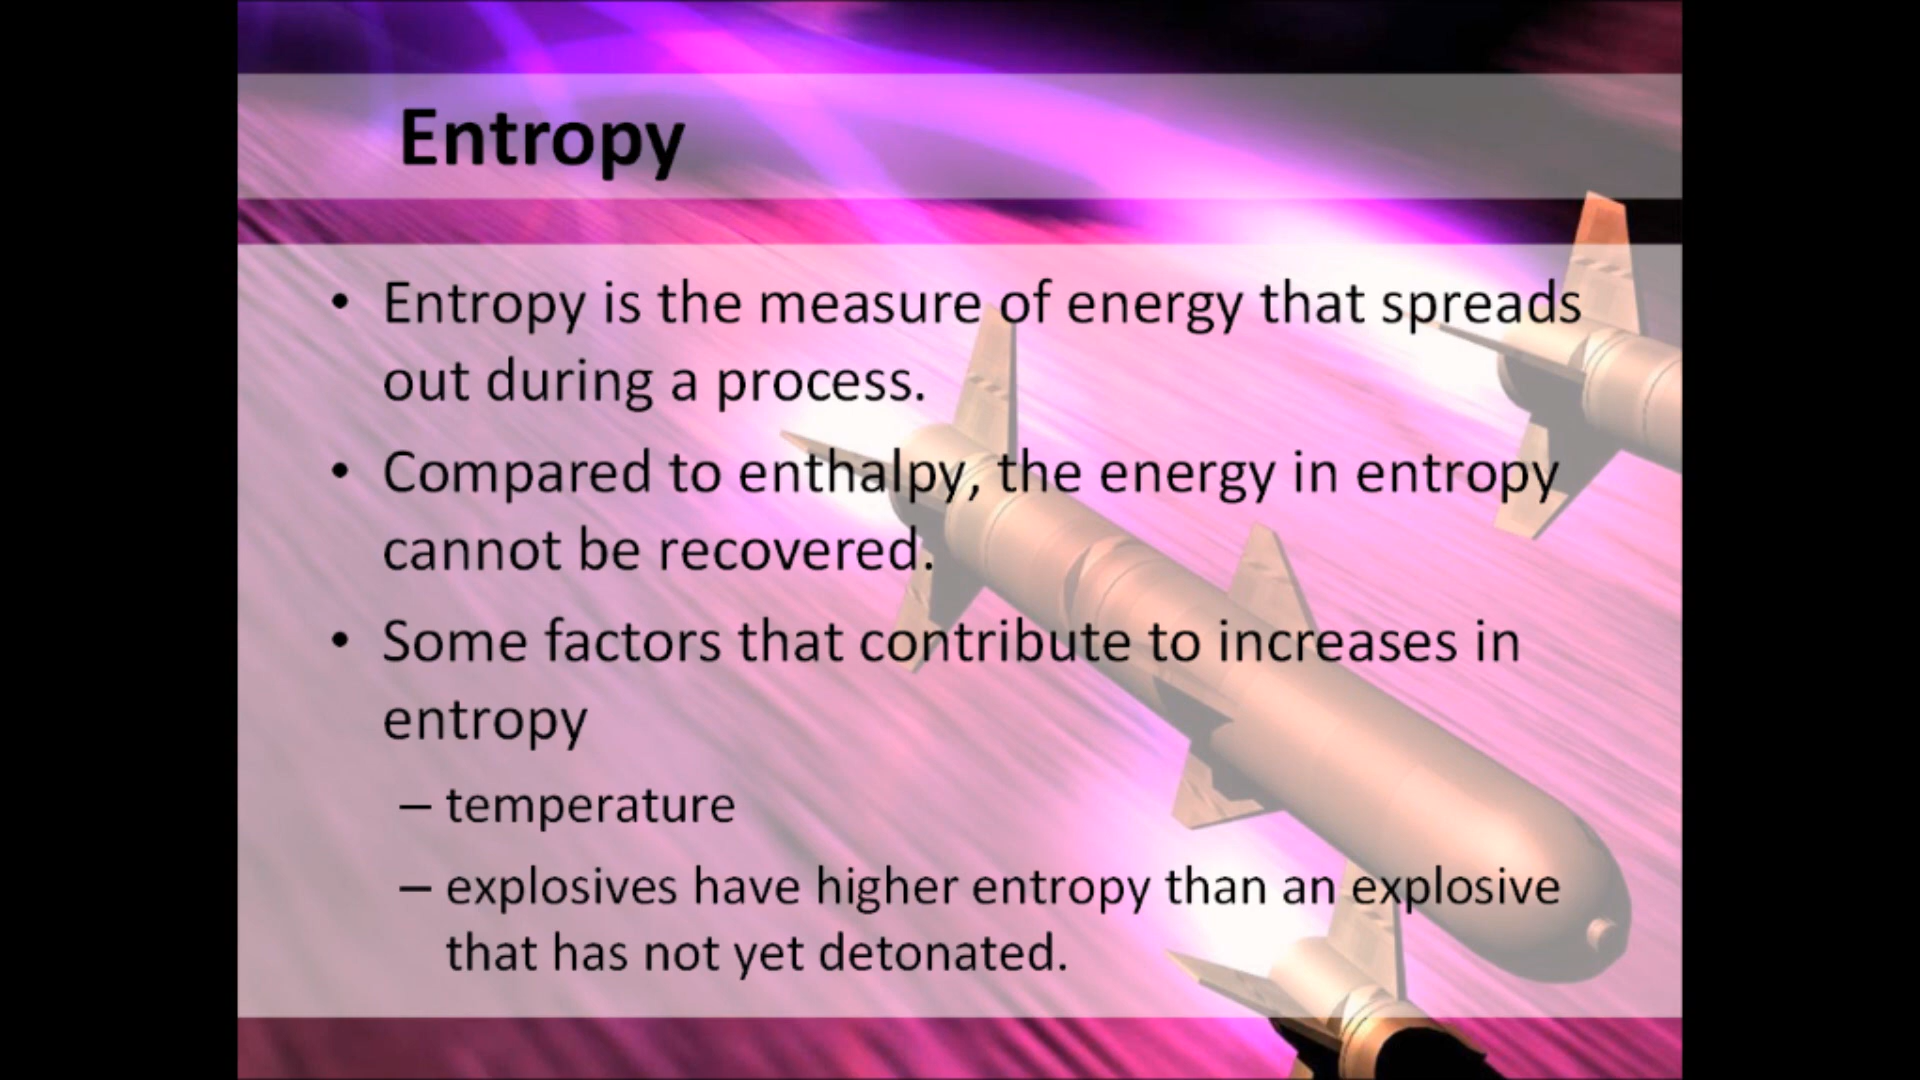 Entropy
• Entropy is the measure of energy that spreads
out during a process.
• Compared to enthalpy, the energy in entropy
cannot be recovered.
• Some factors that contribute to increases in
entropy
– temperature
– explosives have higher entropy than an explosive
that has not yet detonated.